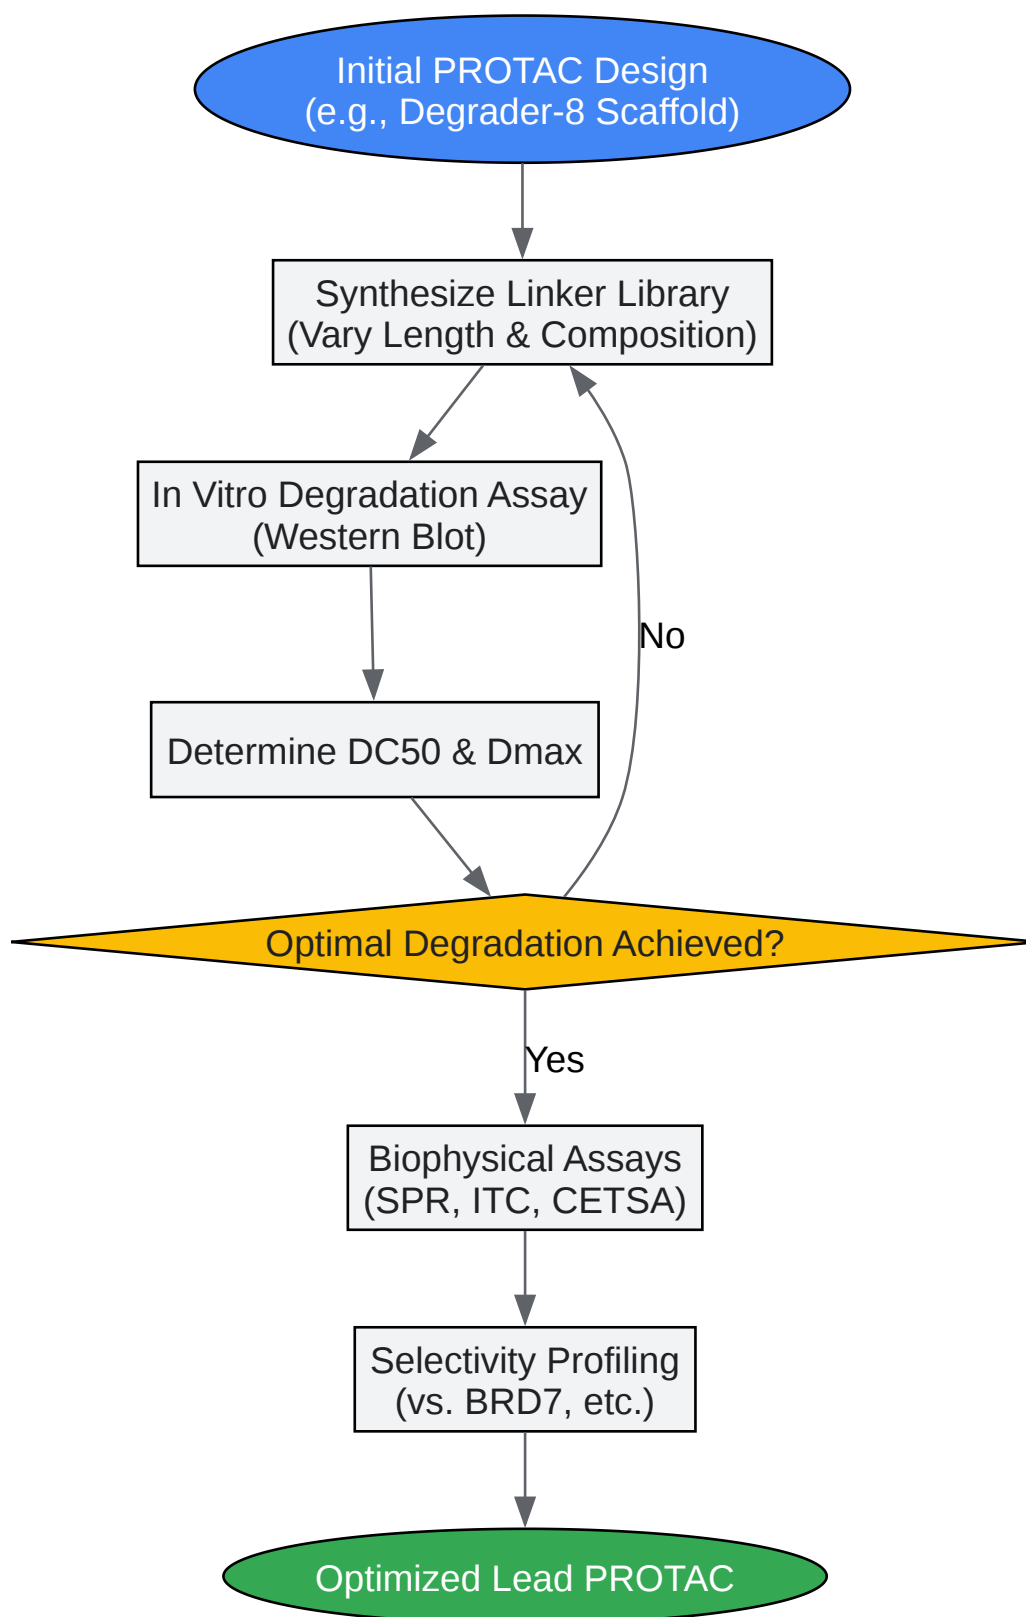 Initial PROTAC Design
(e.g., Degrader-8 Scaffold)
Synthesize Linker Library
(Vary Length & Composition)
In Vitro Degradation Assay
(Western Blot)
No
Determine DC50 & Dmax
Optimal Degradation Achieved?
Yes
Biophysical Assays
(SPR, ITC, CETSA)
Selectivity Profiling
(vs. BRD7, etc.)
Optimized Lead PROTAC